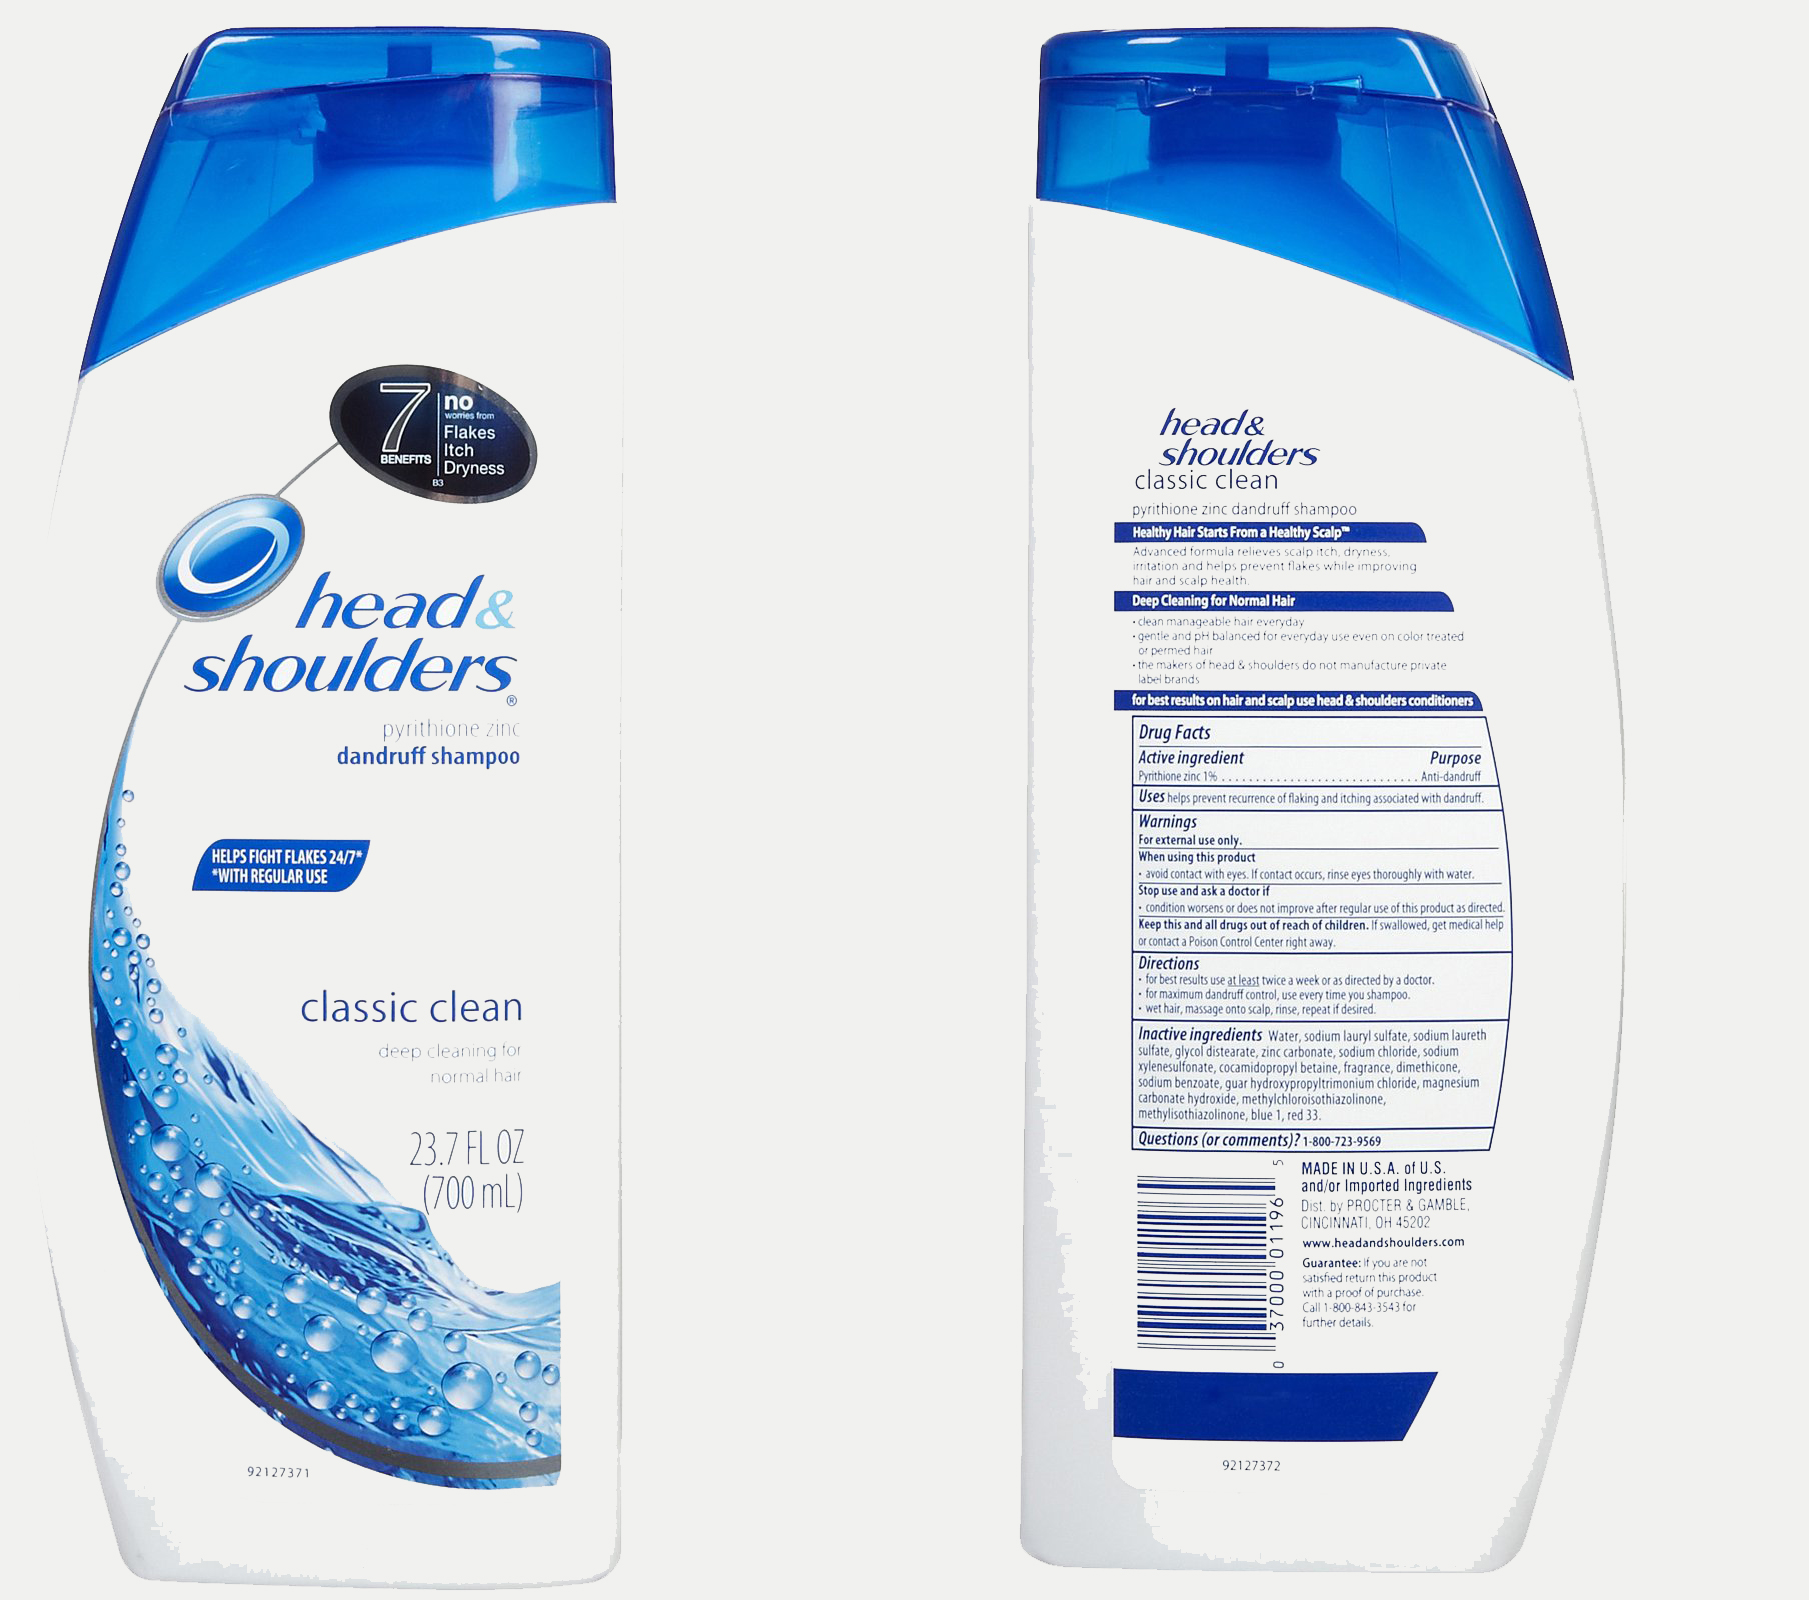 7
BENEFITS
no
worries from
Flakes
Itch
Dryness
B3
head&
shoulders®
pyrithione zinc
dandruff shampoo
HELPS FIGHT FLAKES 24/7*
*WITH REGULAR USE
classic clean
deep cleaning for
normal hair
23.7 FL OZ
(700 mL)
92127371
head&
shoulders
classic clean
pyrithione zinc dandruff shampoo
Healthy Hair Starts From a Healthy Scalp™
Advanced formula relieves scalp itch, dryness,
irritation and helps prevent flakes while improving
hair and scalp health.
Deep Cleaning for Normal Hair
• clean manageable hair everyday
• gentle and pH balanced for everyday use even on color treated
or permed hair
• the makers of head & shoulders do not manufacture private
label brands
for best results on hair and scalp use head & shoulders conditioners
Drug Facts
Active ingredient Purpose
Pyrithione zinc 1% . . . . . . . . . . . . . . . . . . . . . . . . . . . . . Anti-dandruff
Uses helps prevent recurrence of flaking and itching associated with dandruff.
Warnings
For external use only.
When using this product
• avoid contact with eyes. If contact occurs, rinse eyes thoroughly with water.
Stop use and ask a doctor if
• condition worsens or does not improve after regular use of this product as directed.
Keep this and all drugs out of reach of children. If swallowed, get medical help
or contact a Poison Control Center right away.
Directions
• for best results use at least twice a week or as directed by a doctor.
• for maximum dandruff control, use every time you shampoo.
• wet hair, massage onto scalp, rinse, repeat if desired.
Inactive ingredients Water, sodium lauryl sulfate, sodium laureth
sulfate, glycol distearate, zinc carbonate, sodium chloride, sodium
xylenesulfonate, cocamidopropyl betaine, fragrance, dimethicone,
sodium benzoate, guar hydroxypropyltrimonium chloride, magnesium
carbonate hydroxide, methylchloroisothiazolinone,
methylisothiazolinone, blue 1, red 33.
Questions (or comments)? 1-800-723-9569
0 37000 01196 5
MADE IN U.S.A. of U.S.
and/or Imported Ingredients
Dist. by PROCTER & GAMBLE,
CINCINNATI, OH 45202
www.headandshoulders.com
Guarantee: If you are not
satisfied return this product
with a proof of purchase.
Call 1-800-843-3543 for
further details.
92127372